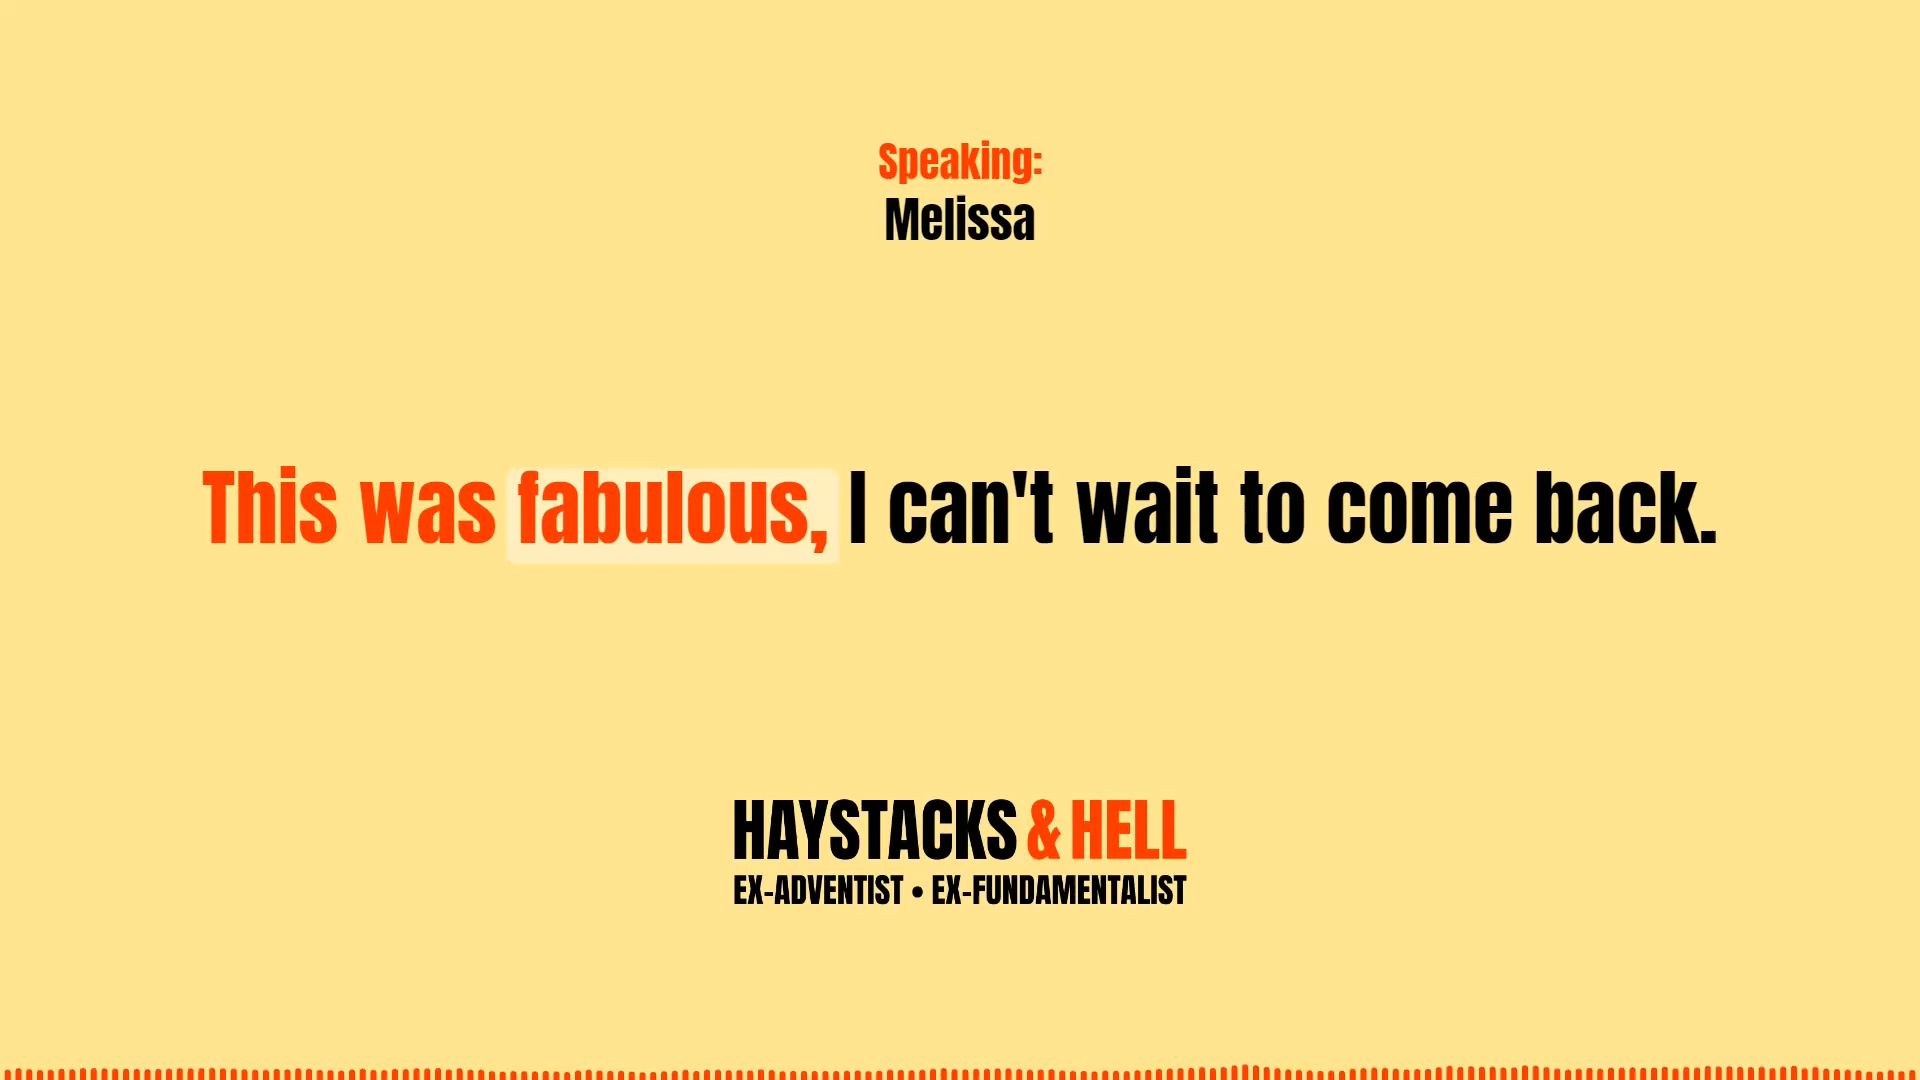 Speaking:
Melissa
This was fabulous, I can't wait to come back.
HAYSTACKS & HELL
EX-ADVENTIST • EX-FUNDAMENTALIST